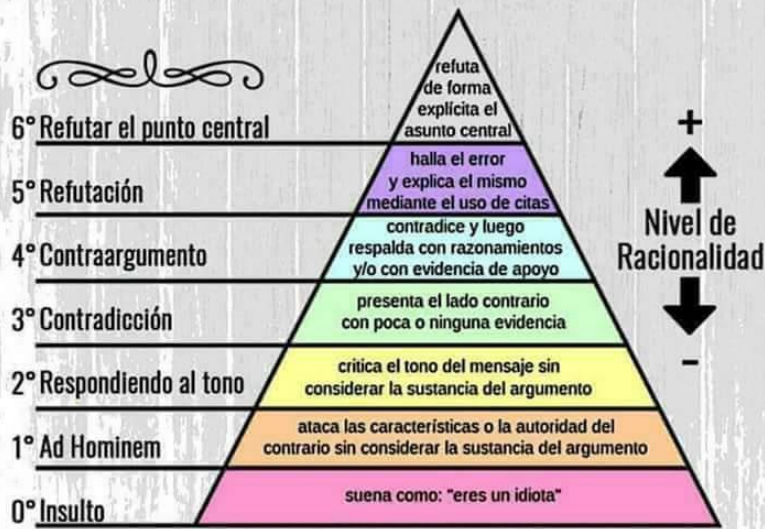 refuta
de forma
explícita el
asunto central
6° Refutar el punto central
halla el error
y explica el mismo
mediante el uso de citas
5° Refutación
contradice y luego
respalda con razonamientos
y/o con evidencia de apoyo
4° Contraargumento
presenta el lado contrario
con poca o ninguna evidencia
3° Contradicción
critica el tono del mensaje sin
considerar la sustancia del argumento
2° Respondiendo al tono
ataca las características o la autoridad del
contrario sin considerar la sustancia del argumento
1° Ad Hominem
suena como: "eres un idiota"
0° Insulto
+
Nivel de
Racionalidad
-